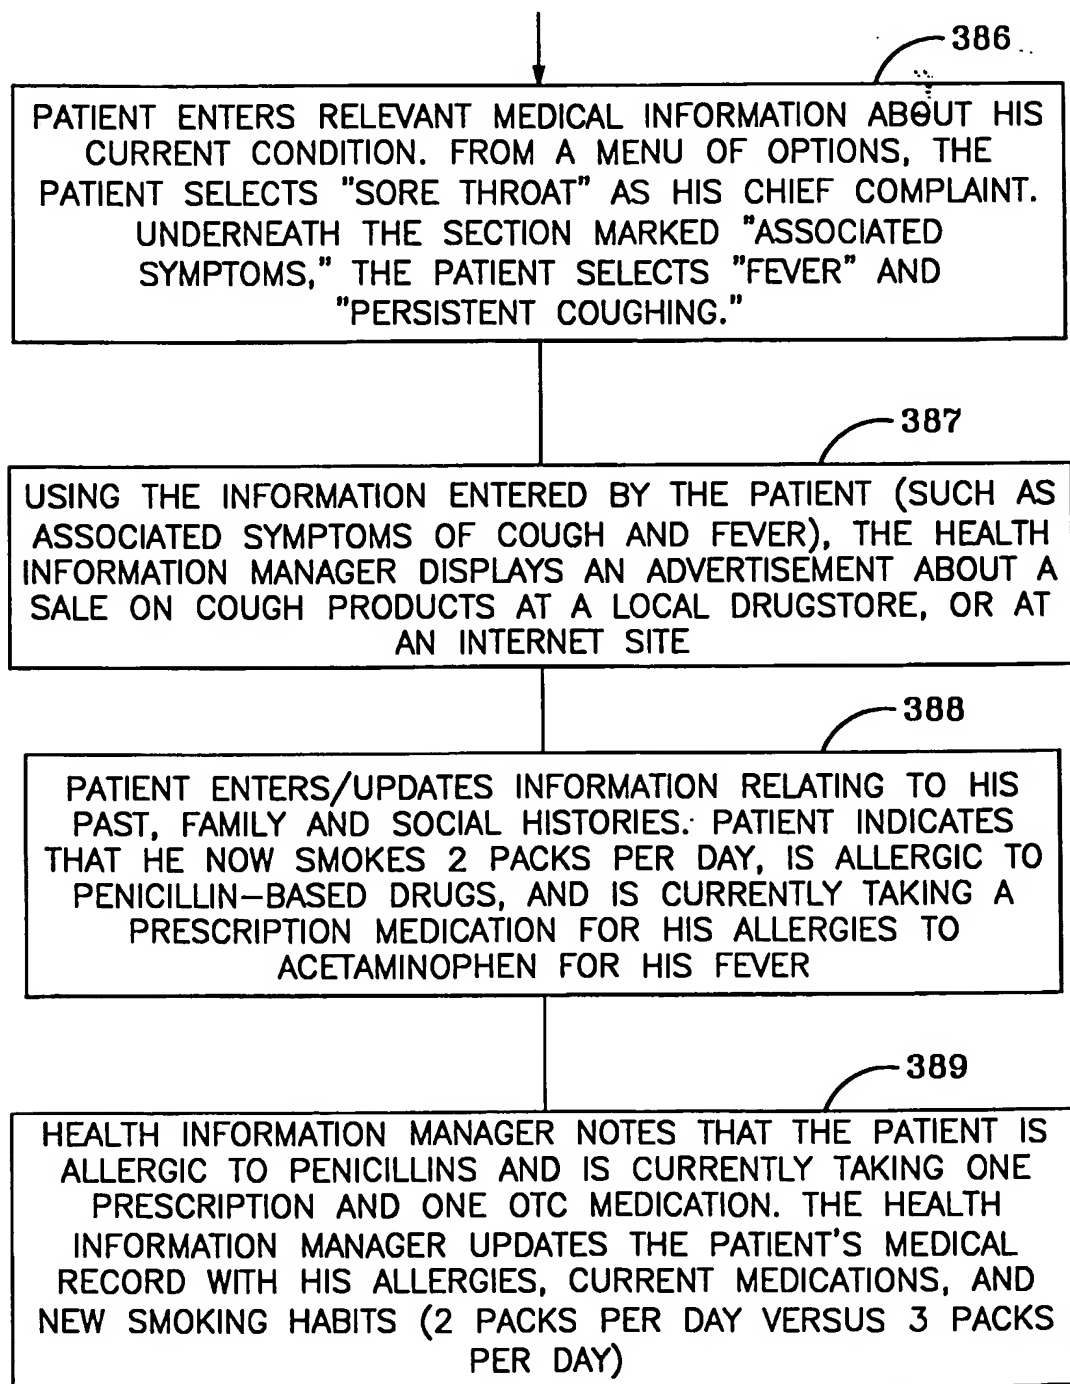 386
PATIENT ENTERS RELEVANT MEDICAL INFORMATION ABOUT HIS
CURRENT CONDITION. FROM A MENU OF OPTIONS, THE
PATIENT SELECTS "SORE THROAT" AS HIS CHIEF COMPLAINT.
UNDERNEATH THE SECTION MARKED "ASSOCIATED
SYMPTOMS," THE PATIENT SELECTS "FEVER" AND
"PERSISTENT COUGHING."
387
USING THE INFORMATION ENTERED BY THE PATIENT (SUCH AS
ASSOCIATED SYMPTOMS OF COUGH AND FEVER), THE HEALTH
INFORMATION MANAGER DISPLAYS AN ADVERTISEMENT ABOUT A
SALE ON COUGH PRODUCTS AT A LOCAL DRUGSTORE, OR AT
AN INTERNET SITE
388
PATIENT ENTERS/UPDATES INFORMATION RELATING TO HIS
PAST, FAMILY AND SOCIAL HISTORIES. PATIENT INDICATES
THAT HE NOW SMOKES 2 PACKS PER DAY, IS ALLERGIC TO
PENICILLIN-BASED DRUGS, AND IS CURRENTLY TAKING A
PRESCRIPTION MEDICATION FOR HIS ALLERGIES TO
ACETAMINOPHEN FOR HIS FEVER
389
HEALTH INFORMATION MANAGER NOTES THAT THE PATIENT IS
ALLERGIC TO PENICILLINS AND IS CURRENTLY TAKING ONE
PRESCRIPTION AND ONE OTC MEDICATION. THE HEALTH
INFORMATION MANAGER UPDATES THE PATIENT'S MEDICAL
RECORD WITH HIS ALLERGIES, CURRENT MEDICATIONS, AND
NEW SMOKING HABITS (2 PACKS PER DAY VERSUS 3 PACKS
PER DAY)